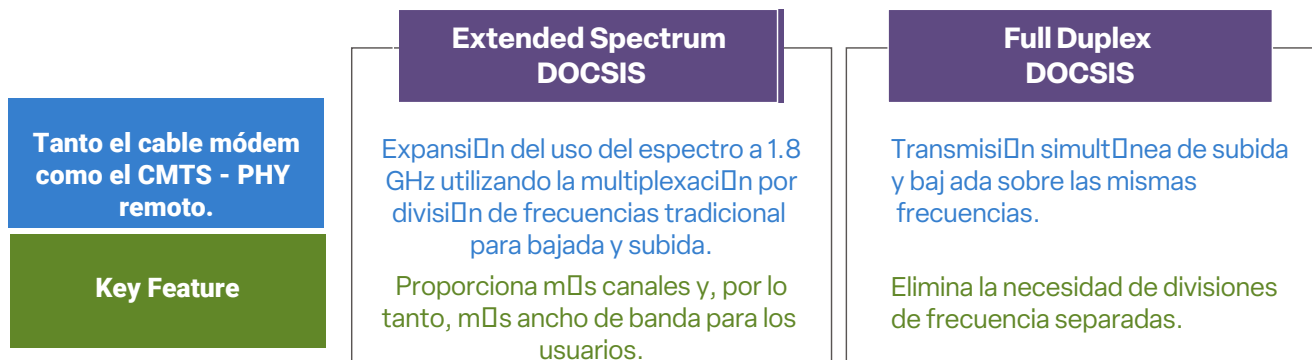 Extended Spectrum
DOCSIS
Full Duplex
DOCSIS
Tanto el cable módem
como el CMTS - PHY
remoto.
Expansi□n del uso del espectro a 1.8
GHz utilizando la multiplexaci□n por
divisi□n de frecuencias tradicional
para bajada y subida.
Transmisi□n simult□nea de subida
y baj ada sobre las mismas
frecuencias.
Key Feature
Proporciona m□s canales y, por lo
tanto, m□s ancho de banda para los
usuarios.
Elimina la necesidad de divisiones
de frecuencia separadas.